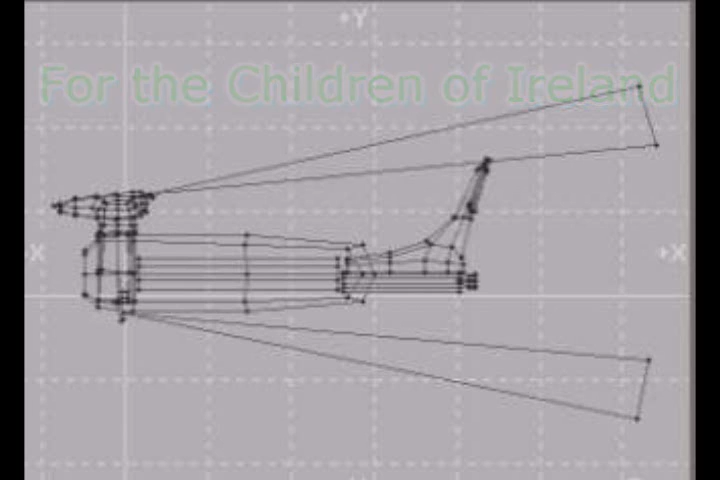 +Y
For the Children of Ireland
X
+X